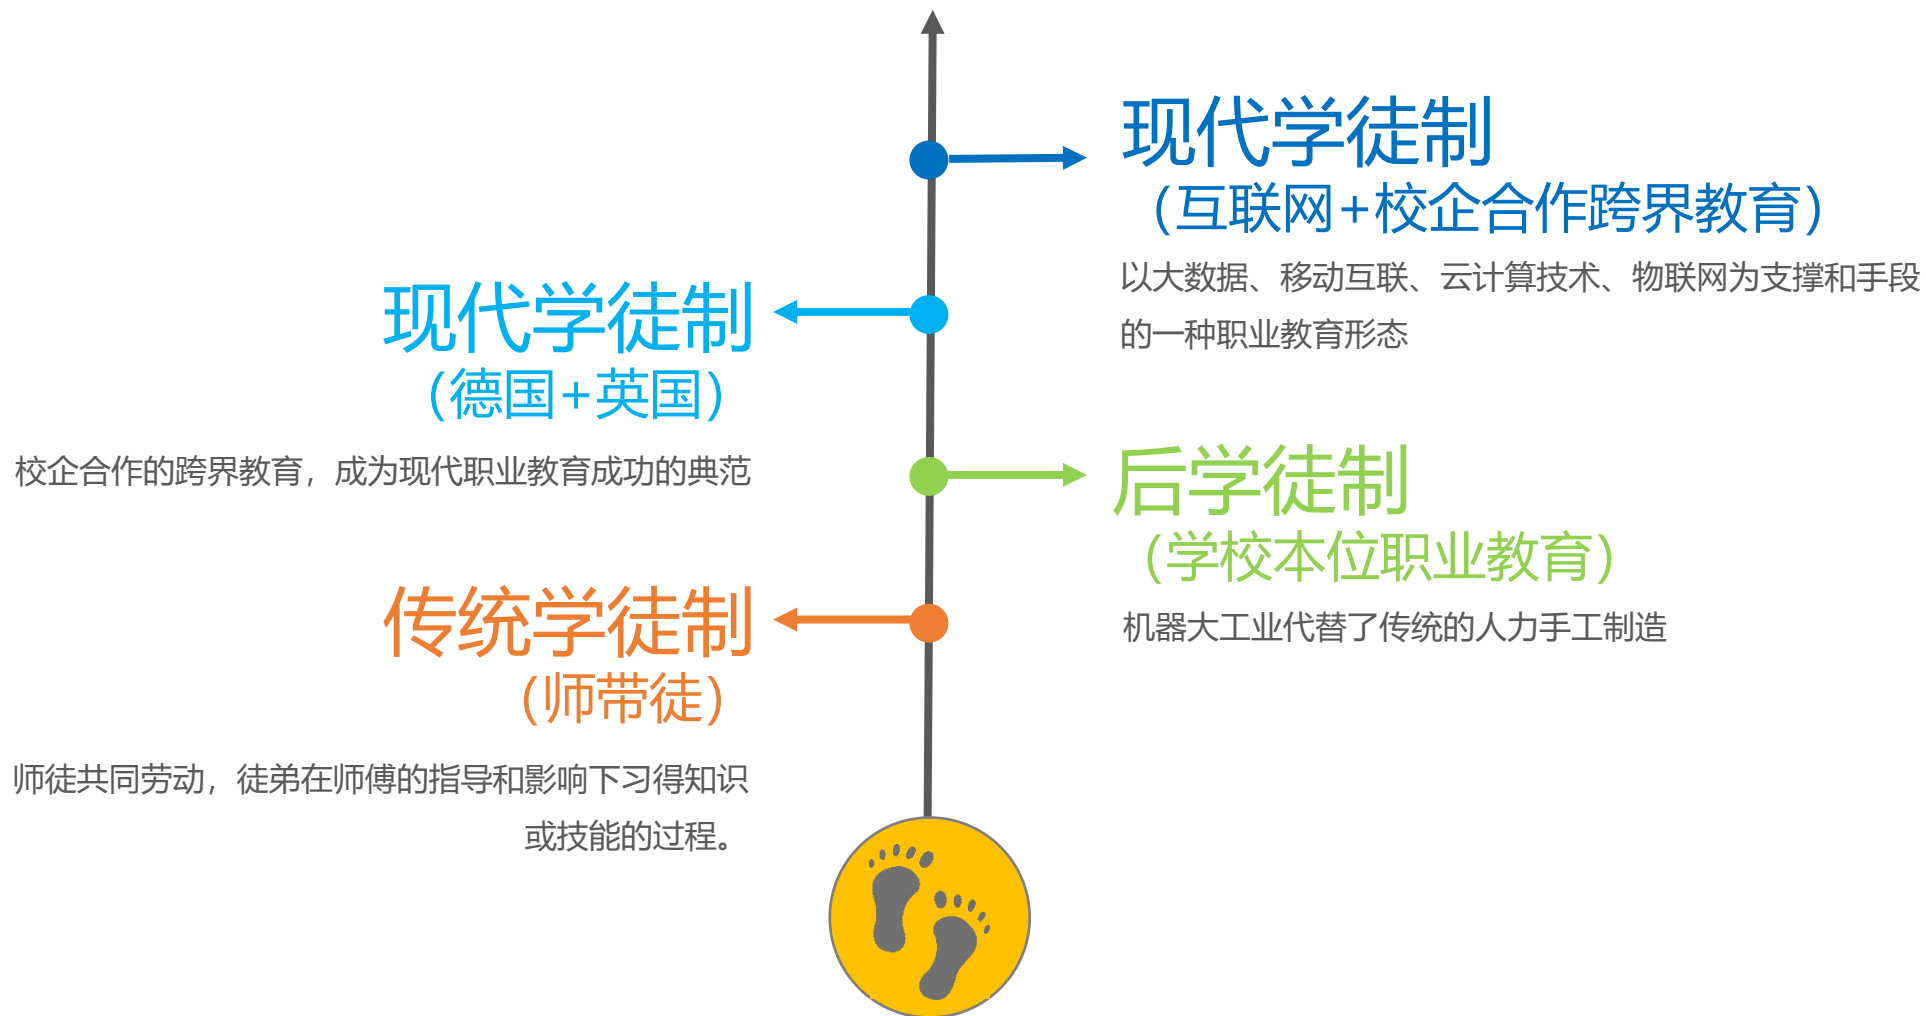 现代学徒制
（互联网+校企合作跨界教育）
以大数据、移动互联、云计算技术、物联网为支撑和手段
的一种职业教育形态
现代学徒制
（德国+英国）
校企合作的跨界教育，成为现代职业教育成功的典范
后学徒制
（学校本位职业教育）
机器大工业代替了传统的人力手工制造
传统学徒制
（师带徒）
师徒共同劳动，徒弟在师傅的指导和影响下习得知识
或技能的过程。